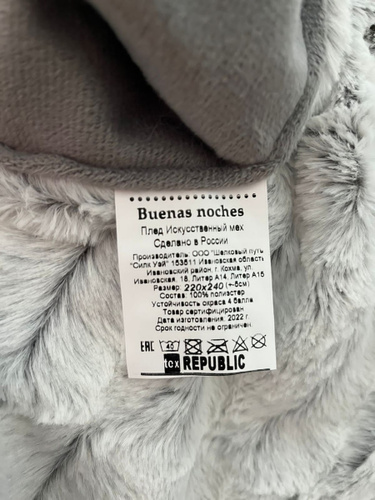 Buenas noches
Плед Искусственный мех
Сделано в России
Производитель: ООО "Шелковый путь
"Силк Уэй" 153511 Ивановская область
Ивановский район, г. Кохма, ул
Ивановская, 18, Литер А14, Литер А15
Размер: 220х240 (+-5см)
Состав: 100% полиэстер
Устойчивость окраса 4 балла
Товар сертифицирован
Дата изготовления: 2022 г.
Срок годности не ограничен.
EAC 40
tex REPUBLIC